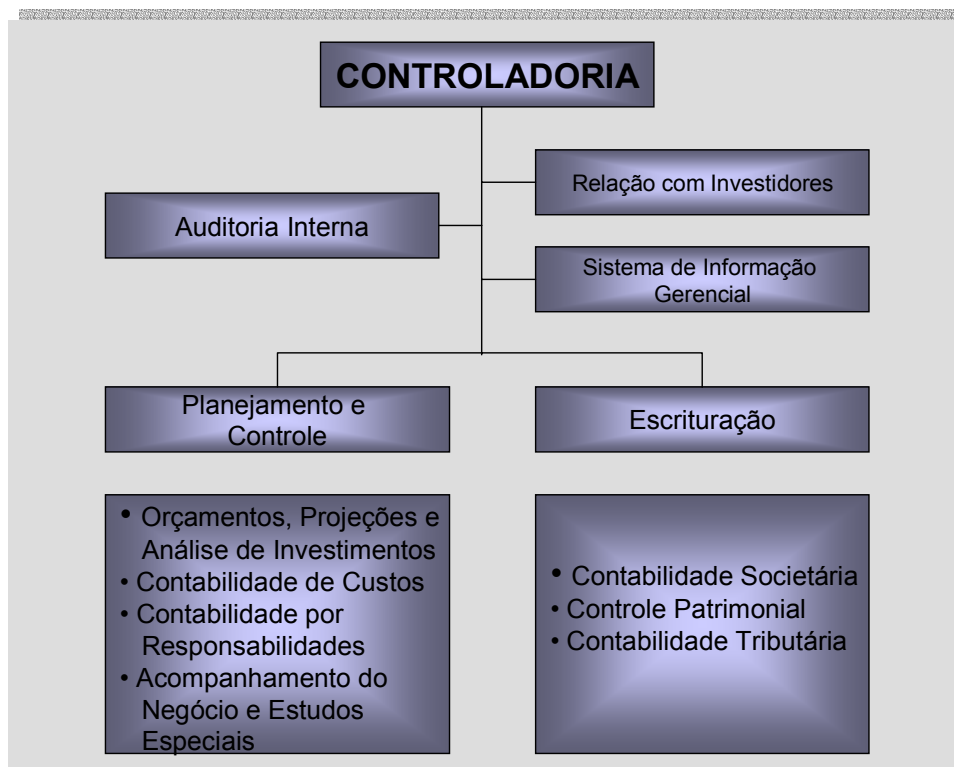 CONTROLADORIA
Relação com Investidores
Auditoria Interna
Sistema de Informação
Gerencial
Planejamento e
Controle
Escrituração
• Orçamentos, Projeções e
Análise de Investimentos
• Contabilidade de Custos
• Contabilidade por
Responsabilidades
• Acompanhamento do
Negócio e Estudos
Especiais
• Contabilidade Societária
• Controle Patrimonial
• Contabilidade Tributária